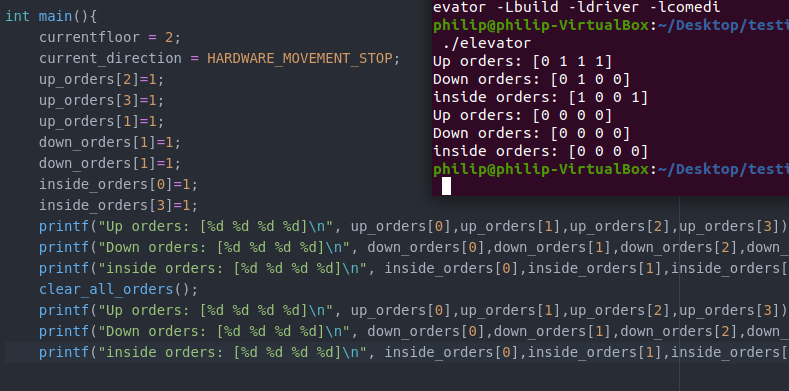 int main(){
currentfloor = 2;
current_direction = HARDWARE_MOVEMENT_STOP;
up_orders[2]=1;
up_orders[3]=1;
up_orders[1]=1;
down_orders[1]=1;
down_orders[1]=1;
inside_orders[0]=1;
inside_orders[3]=1;
printf("Up orders: [%d %d %d %d]\n", up_orders[0],up_orders[1],up_orders[2],up_orders[3])
printf("Down orders: [%d %d %d %d]\n", down_orders[0],down_orders[1],down_orders[2],down_
printf("inside orders: [%d %d %d %d]\n", inside_orders[0],inside_orders[1],inside_orders[
clear_all_orders();
printf("Up orders: [%d %d %d %d]\n", up_orders[0],up_orders[1],up_orders[2],up_orders[3])
printf("Down orders: [%d %d %d %d]\n", down_orders[0],down_orders[1],down_orders[2],down_
printf("inside orders: [%d %d %d %d]\n", inside_orders[0],inside_orders[1],inside_orders[
evator -Lbuild -ldriver -lcomedi
philip@philip-VirtualBox:~/Desktop/testi
./elevator
Up orders: [0 1 1 1]
Down orders: [0 1 0 0]
inside orders: [1 0 0 1]
Up orders: [0 0 0 0]
Down orders: [0 0 0 0]
inside orders: [0 0 0 0]
philip@philip-VirtualBox:~/Desktop/testi